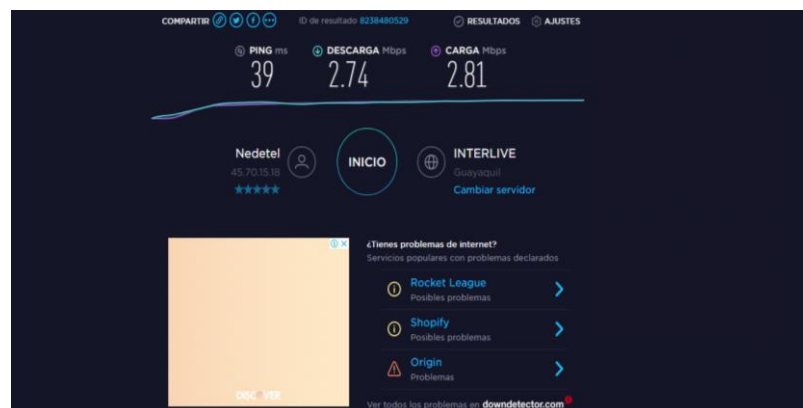 COMPARTIR
ID de resultado 8238480529
RESULTADOS
AJUSTES
PING ms
39
DESCARGA Mbps
2.74
CARGA Mbps
2.81
Nedetel
45.70.15.18
INICIO
INTERLIVE
Guayaquil
Cambiar servidor
¿Tienes problemas de internet?
Servicios populares con problemas declarados
Rocket League
Posibles problemas
Shopify
Posibles problemas
Origin
Problemas
DISCOVER
Ver todos los problemas en downdetector.com